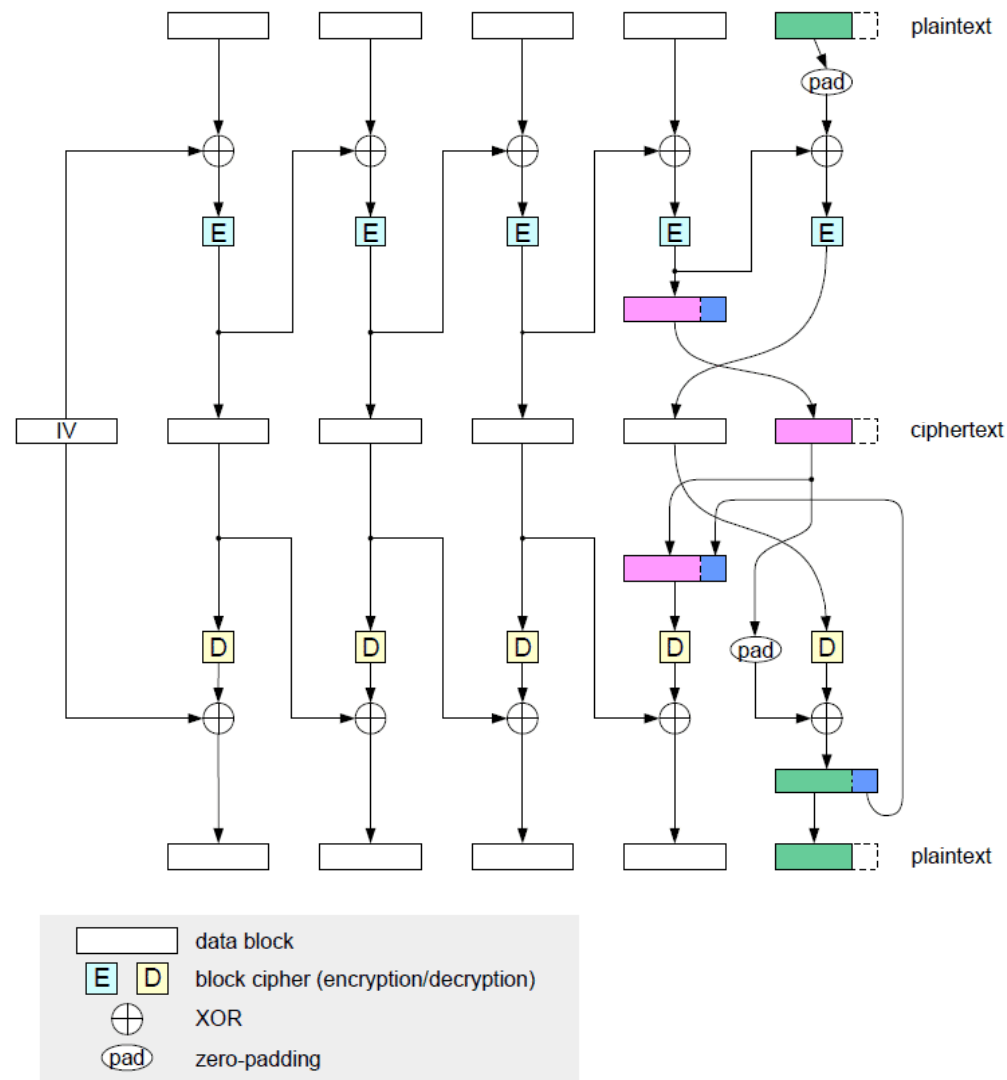 plaintext
pad
E E E E E
IV
ciphertext
D D D D pad D
plaintext
data block
E D block cipher (encryption/decryption)
XOR
pad zero-padding